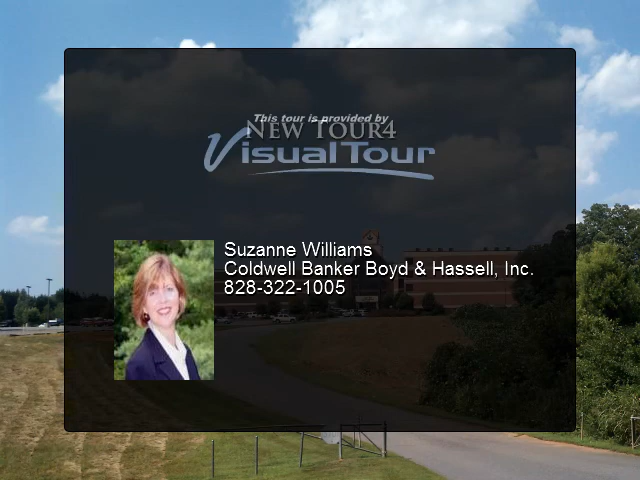 This tour is provided by
NEW TOUR4
VisualTour
Suzanne Williams
Coldwell Banker Boyd & Hassell, Inc.
828-322-1005